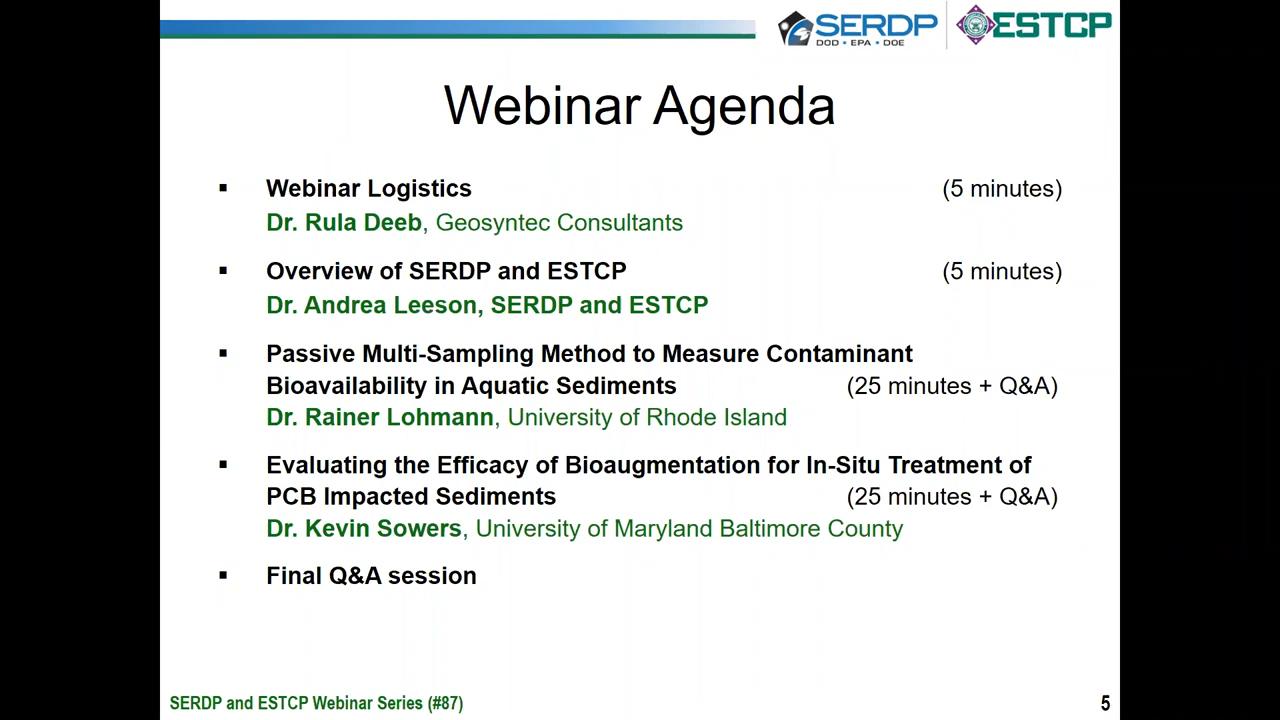 SERDP
DOD • EPA • DOE
ESTCP
Webinar Agenda
▪ Webinar Logistics (5 minutes)
Dr. Rula Deeb, Geosyntec Consultants
▪ Overview of SERDP and ESTCP (5 minutes)
Dr. Andrea Leeson, SERDP and ESTCP
▪ Passive Multi-Sampling Method to Measure Contaminant
Bioavailability in Aquatic Sediments (25 minutes + Q&A)
Dr. Rainer Lohmann, University of Rhode Island
▪ Evaluating the Efficacy of Bioaugmentation for In-Situ Treatment of
PCB Impacted Sediments (25 minutes + Q&A)
Dr. Kevin Sowers, University of Maryland Baltimore County
▪ Final Q&A session
SERDP and ESTCP Webinar Series (#87)
5